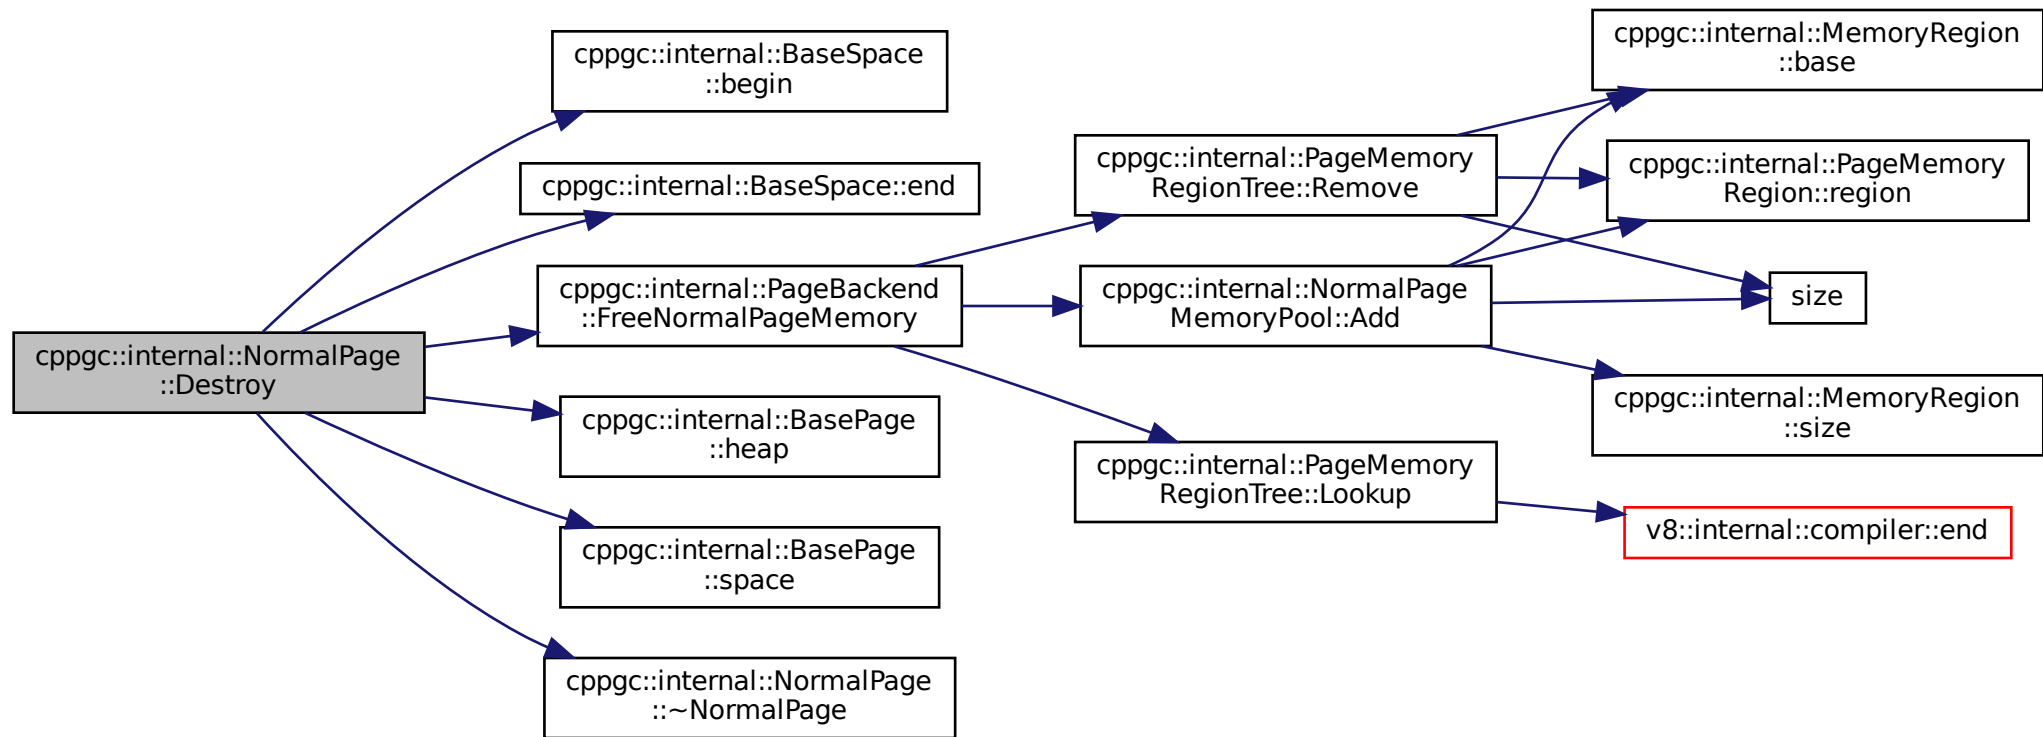 cppgc::internal::NormalPage
::Destroy
cppgc::internal::BaseSpace
::begin
cppgc::internal::BaseSpace::end
cppgc::internal::PageBackend
::FreeNormalPageMemory
cppgc::internal::BasePage
::heap
cppgc::internal::BasePage
::space
cppgc::internal::NormalPage
::~NormalPage
cppgc::internal::PageMemory
RegionTree::Remove
cppgc::internal::NormalPage
MemoryPool::Add
cppgc::internal::PageMemory
RegionTree::Lookup
cppgc::internal::MemoryRegion
::base
cppgc::internal::PageMemory
Region::region
size
cppgc::internal::MemoryRegion
::size
v8::internal::compiler::end